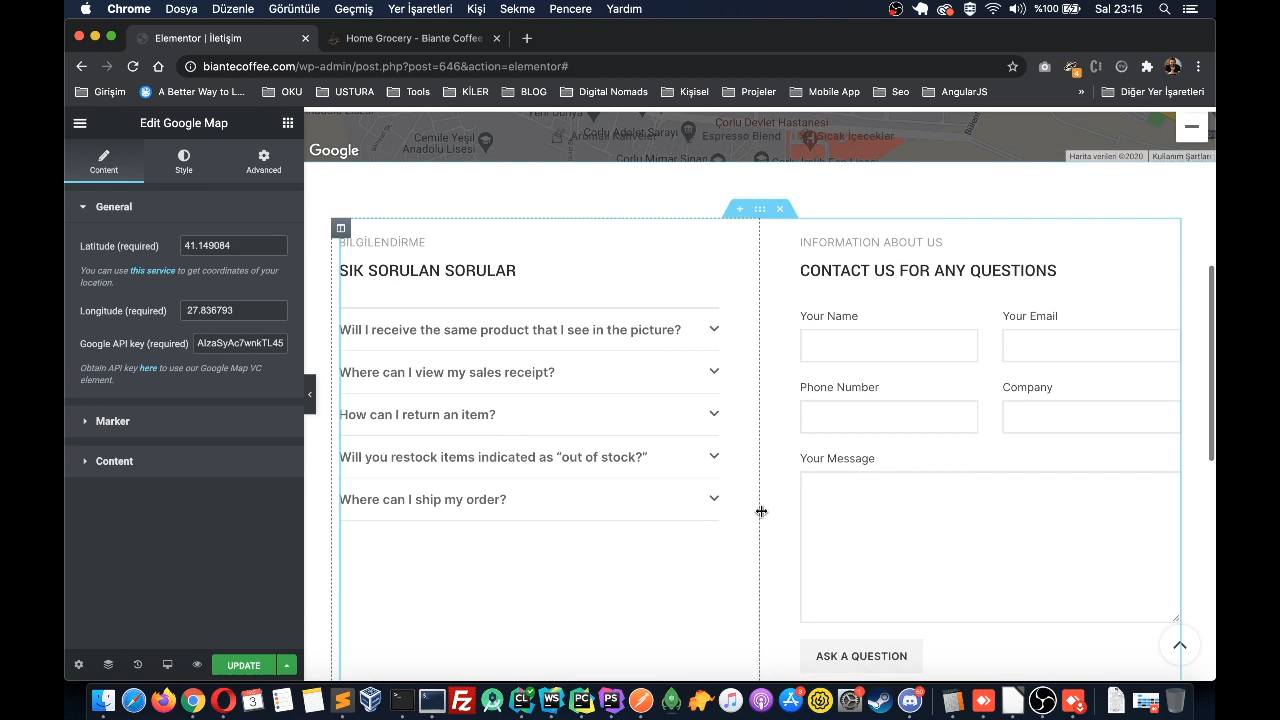 Chrome Dosya Düzenle Görüntüle Geçmiş Yer İşaretleri Kişi Sekme Pencere Yardım %100 Sal 23:15
Elementor | İletişim
Home Grocery - Biante Coffee
biantecoffee.com/wp-admin/post.php?post=646&action=elementor#
Girişim A Better Way to L... OKU USTURA Tools KİLER BLOG Digital Nomads Kişisel Projeler Mobile App Seo AngularJS » Diğer Yer İşaretleri
Edit Google Map
Content Style Advanced
General
Latitude (required) 41.149084
You can use this service to get coordinates of your location.
Longitude (required) 27.836793
Google API key (required) AIzaSyAc7wnkTL45
Obtain API key here to use our Google Map VC element.
Marker
Content
UPDATE
Cemile Yeşil
Anadolu Lisesi
Çorlu Adalet Sarayı
Aromalı Kahveler
Espresso Blend
Çorlu Devlet
Hastanesi
Sıcak İçecekler
Çorlu Mimar Sinan
Google
Harita verileri ©2020 Kullanım Şartları
BİLGİLENDİRME
SIK SORULAN SORULAR
Will I receive the same product that I see in the picture?
Where can I view my sales receipt?
How can I return an item?
Will you restock items indicated as “out of stock?”
Where can I ship my order?
INFORMATION ABOUT US
CONTACT US FOR ANY QUESTIONS
Your Name Your Email
Phone Number Company
Your Message
ASK A QUESTION